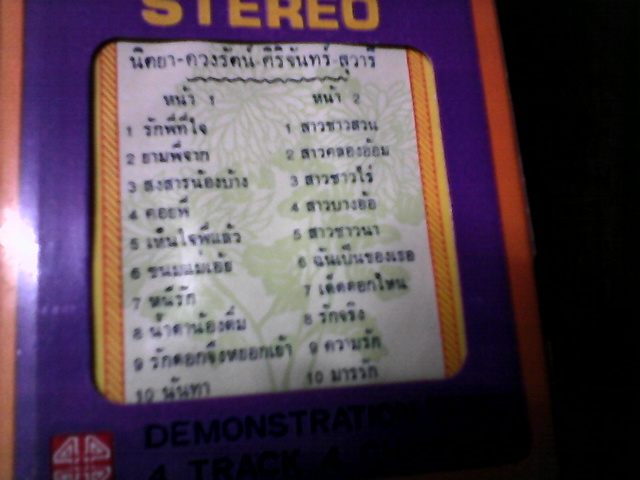 STEREO
นิตยา-ดวงรัตน์-ศิริจันทร์-สุวารี
หน้า 1
1 รักพี่ที่ใจ
2 ยามพี่จาก
3 สงสารน้องบ้าง
4 คอยพี่
5 เห็นใจพี่แล้ว
6 ขนมแม่เอ๊ย
7 หนีรัก
8 น้ำตาน้องตึ๋ม
9 รักดอกจึงหยอกเย้า
10 นันทา
หน้า 2
1 สาวชาวสวน
2 สาวคลองอ้อม
3 สาวชาวไร่
4 สาวบางอ้อ
5 สาวชาวนา
6 ฉันเป็นของเธอ
7 เด็ดดอกไหน
8 รักจริง
9 ความรัก
10 มารรัก
DEMONSTRATION
4 TRACK 4